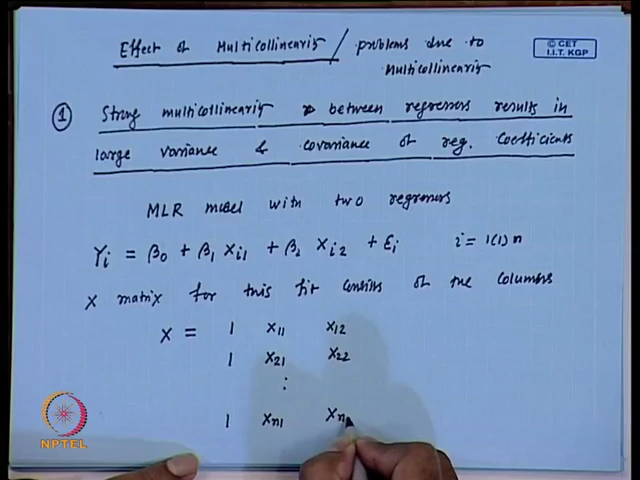 Effect of Multicollinearity / problems due to
Multicollinearity
© CET
I.I.T. KGP
1 Strong multicollinearity between regressors results in
large variance & covariance of reg. coefficients
MLR model with two regressors
Yi = β0 + β1 Xi1 + β2 Xi2 + εi i = 1(1)n
X matrix for this fit consists of the columns
X = 1 X11 X12
1 X21 X22
:
1 Xn1 Xn
NPTEL